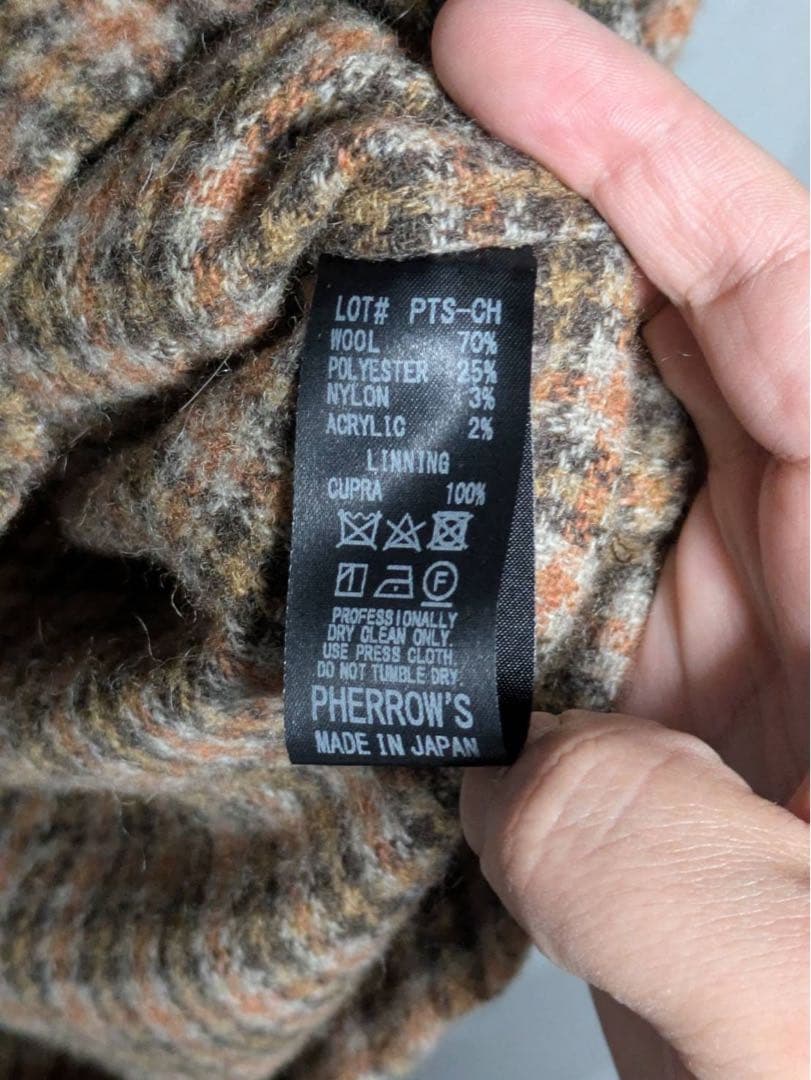 LOT# PTS-CH
WOOL 70%
POLYESTER 25%
NYLON 3%
ACRYLIC 2%
LINNING
CUPRA 100%
F
PROFESSIONALLY
DRY CLEAN ONLY.
USE PRESS CLOTH.
DO NOT TUMBLE DRY.
PHERROW'S
MADE IN JAPAN